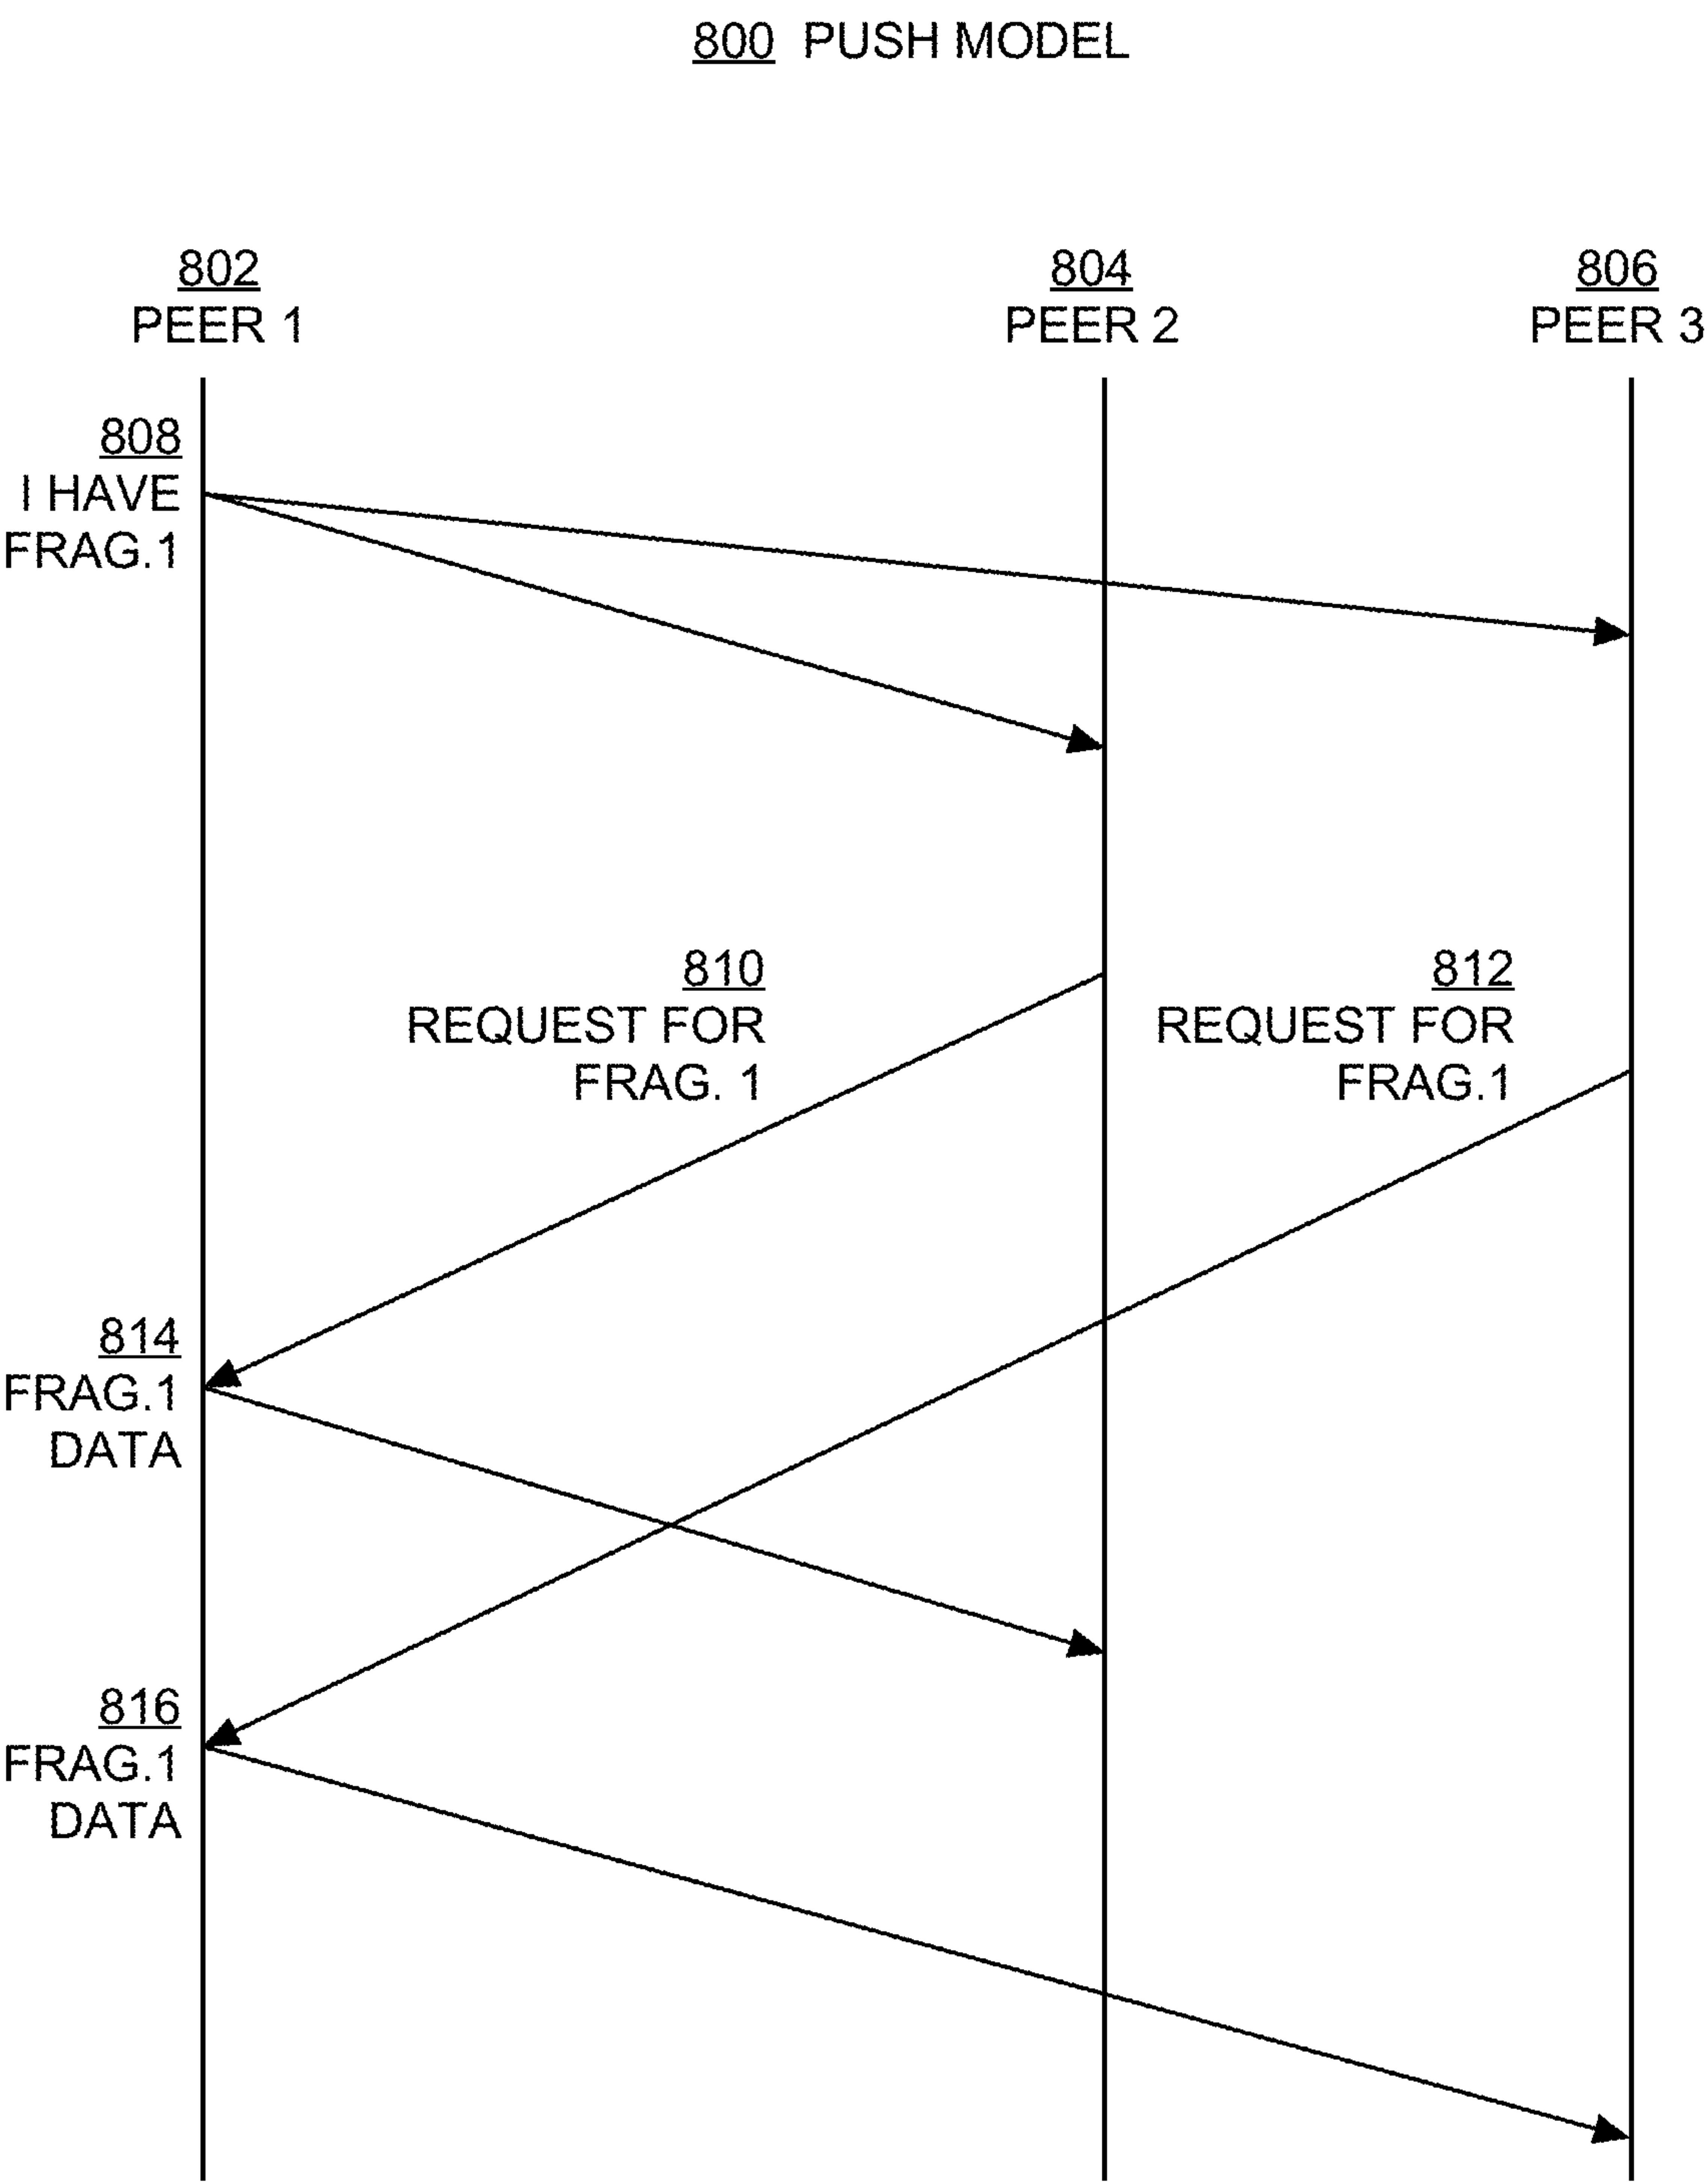 800 PUSH MODEL
802
PEER 1
804
PEER 2
806
PEER 3
808
I HAVE
FRAG.1
810
REQUEST FOR
FRAG. 1
812
REQUEST FOR
FRAG.1
814
FRAG.1
DATA
816
FRAG.1
DATA